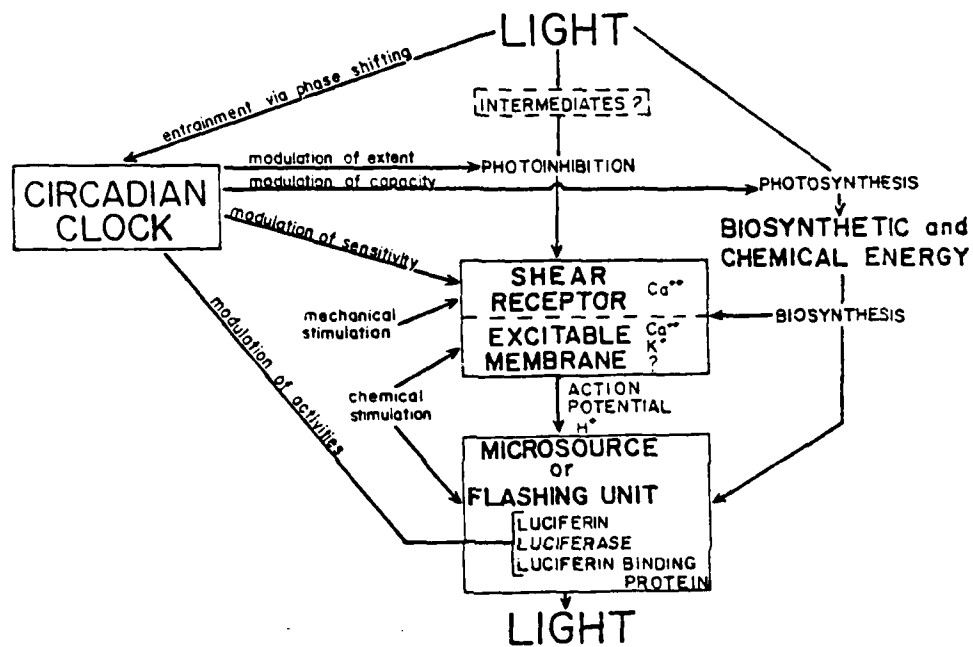 LIGHT
entrainment via phase shifting
INTERMEDIATES ?
modulation of extent
PHOTOINHIBITION
CIRCADIAN
CLOCK
modulation of capacity
PHOTOSYNTHESIS
modulation of sensitivity
BIOSYNTHETIC and
CHEMICAL ENERGY
SHEAR
RECEPTOR
Ca⁺⁺
mechanical
stimulation
BIOSYNTHESIS
EXCITABLE
MEMBRANE
Ca⁺⁺
K⁺
?
modulation of activities
chemical
stimulation
ACTION
POTENTIAL
H⁺
MICROSOURCE
or
FLASHING UNIT
LUCIFERIN
LUCIFERASE
LUCIFERIN BINDING
PROTEIN
LIGHT